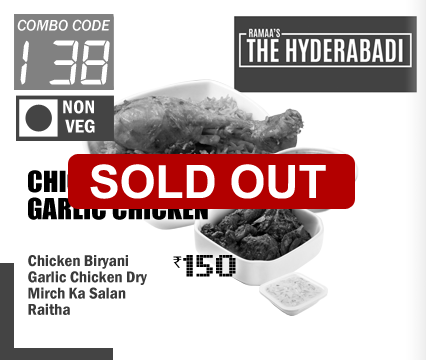 COMBO CODE
138
NON
VEG
RAMAA'S
THE HYDERABADI
SOLD OUT
GARLIC CHICKEN
Chicken Biryani
Garlic Chicken Dry
Mirch Ka Salan
Raitha
₹150